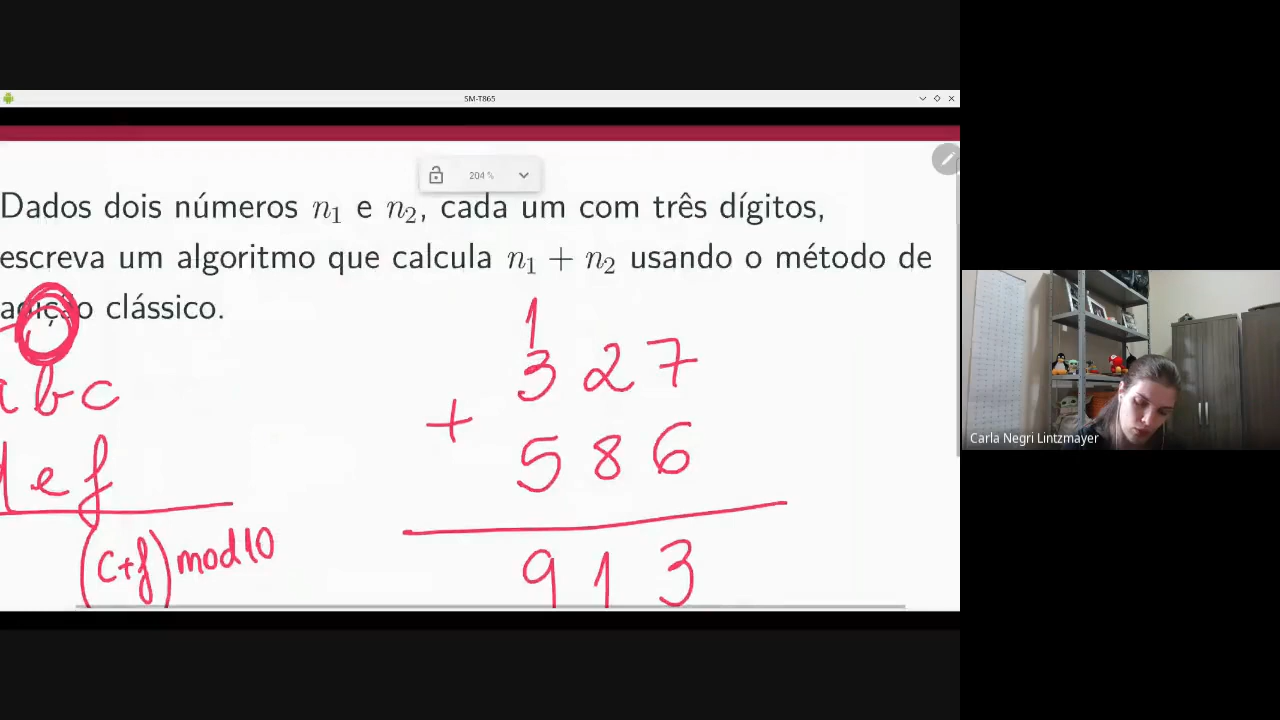 SM-T865
204 %
Dados dois números n₁ e n₂, cada um com três dígitos,
escreva um algoritmo que calcula n₁ + n₂ usando o método de
adição clássico.
a b c
d e f
(c+f) mod 10
1
3 2 7
+
5 8 6
9 1 3
Carla Negri Lintzmayer